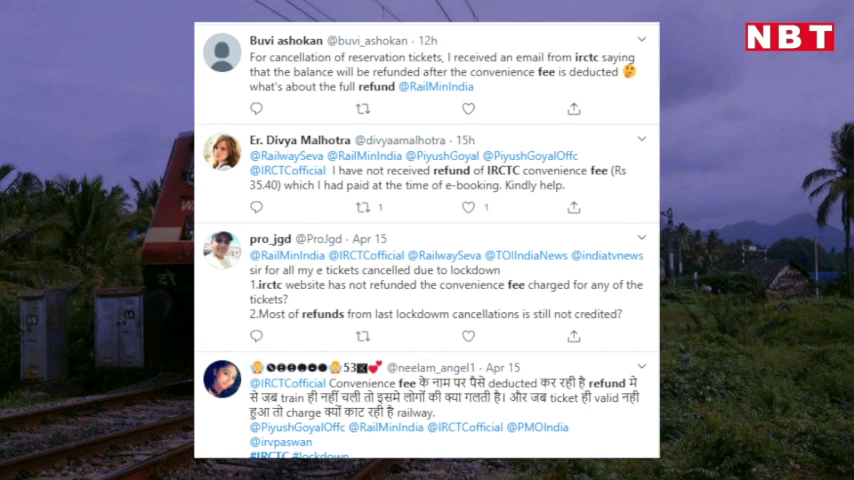 NBT
Buvi ashokan @buvi_ashokan · 12h
For cancellation of reservation tickets, I received an email from irctc saying
that the balance will be refunded after the convenience fee is deducted 🤔
what's about the full refund @RailMinIndia
Er. Divya Malhotra @divyaamalhotra · 15h
@RailwaySeva @RailMinIndia @PiyushGoyal @PiyushGoyalOffc
@IRCTCofficial I have not received refund of IRCTC convenience fee (Rs
35.40) which I had paid at the time of e-booking. Kindly help.
1 1
pro_jgd @ProJgd · Apr 15
@RailMinIndia @IRCTCofficial @RailwaySeva @TOIIndiaNews @indiatvnews
sir for all my e tickets cancelled due to lockdown
1.irctc website has not refunded the convenience fee charged for any of the
tickets?
2.Most of refunds from last lockdowm cancellations is still not credited?
53 @neelam_angel1 · Apr 15
@IRCTCofficial Convenience fee के नाम पर पैसे deducted कर रही है refund मे
से जब train ही नहीं चली तो इसमे लोगों की क्या गलती है। और जब ticket ही valid नही
हुआ तो charge क्यों काट रही है railway.
@PiyushGoyalOffc @RailMinIndia @IRCTCofficial @PMOIndia
@irvpaswan
#IRCTC #lockdown